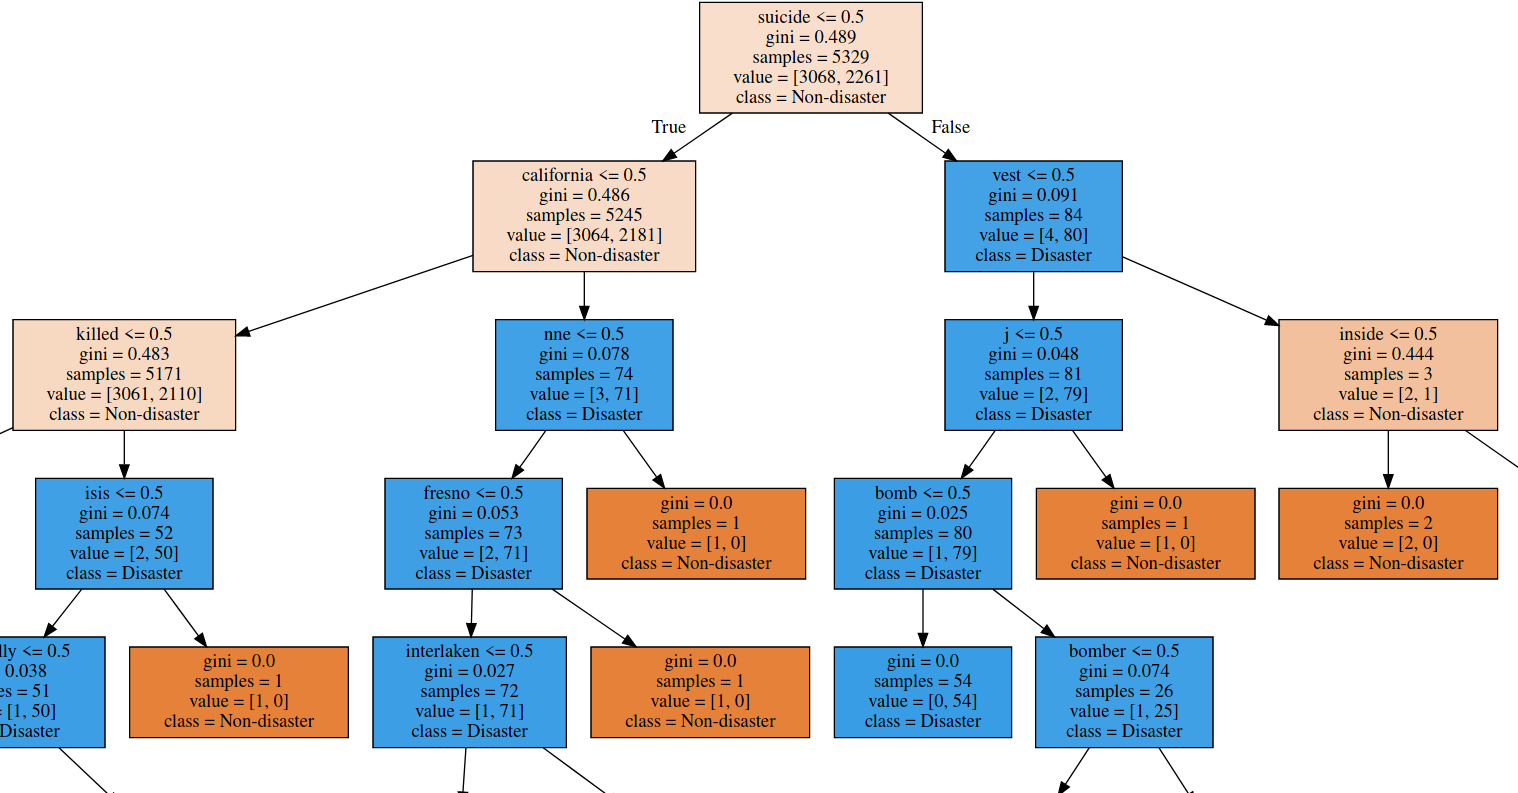 suicide <= 0.5
gini = 0.489
samples = 5329
value = [3068, 2261]
class = Non-disaster
True
False
california <= 0.5
gini = 0.486
samples = 5245
value = [3064, 2181]
class = Non-disaster
vest <= 0.5
gini = 0.091
samples = 84
value = [4, 80]
class = Disaster
killed <= 0.5
gini = 0.483
samples = 5171
value = [3061, 2110]
class = Non-disaster
nne <= 0.5
gini = 0.078
samples = 74
value = [3, 71]
class = Disaster
j <= 0.5
gini = 0.048
samples = 81
value = [2, 79]
class = Disaster
inside <= 0.5
gini = 0.444
samples = 3
value = [2, 1]
class = Non-disaster
isis <= 0.5
gini = 0.074
samples = 52
value = [2, 50]
class = Disaster
fresno <= 0.5
gini = 0.053
samples = 73
value = [2, 71]
class = Disaster
gini = 0.0
samples = 1
value = [1, 0]
class = Non-disaster
bomb <= 0.5
gini = 0.025
samples = 80
value = [1, 79]
class = Disaster
gini = 0.0
samples = 1
value = [1, 0]
class = Non-disaster
gini = 0.0
samples = 2
value = [2, 0]
class = Non-disaster
lly <= 0.5
0.038
es = 51
= [1, 50]
Disaster
gini = 0.0
samples = 1
value = [1, 0]
class = Non-disaster
interlaken <= 0.5
gini = 0.027
samples = 72
value = [1, 71]
class = Disaster
gini = 0.0
samples = 1
value = [1, 0]
class = Non-disaster
gini = 0.0
samples = 54
value = [0, 54]
class = Disaster
bomber <= 0.5
gini = 0.074
samples = 26
value = [1, 25]
class = Disaster